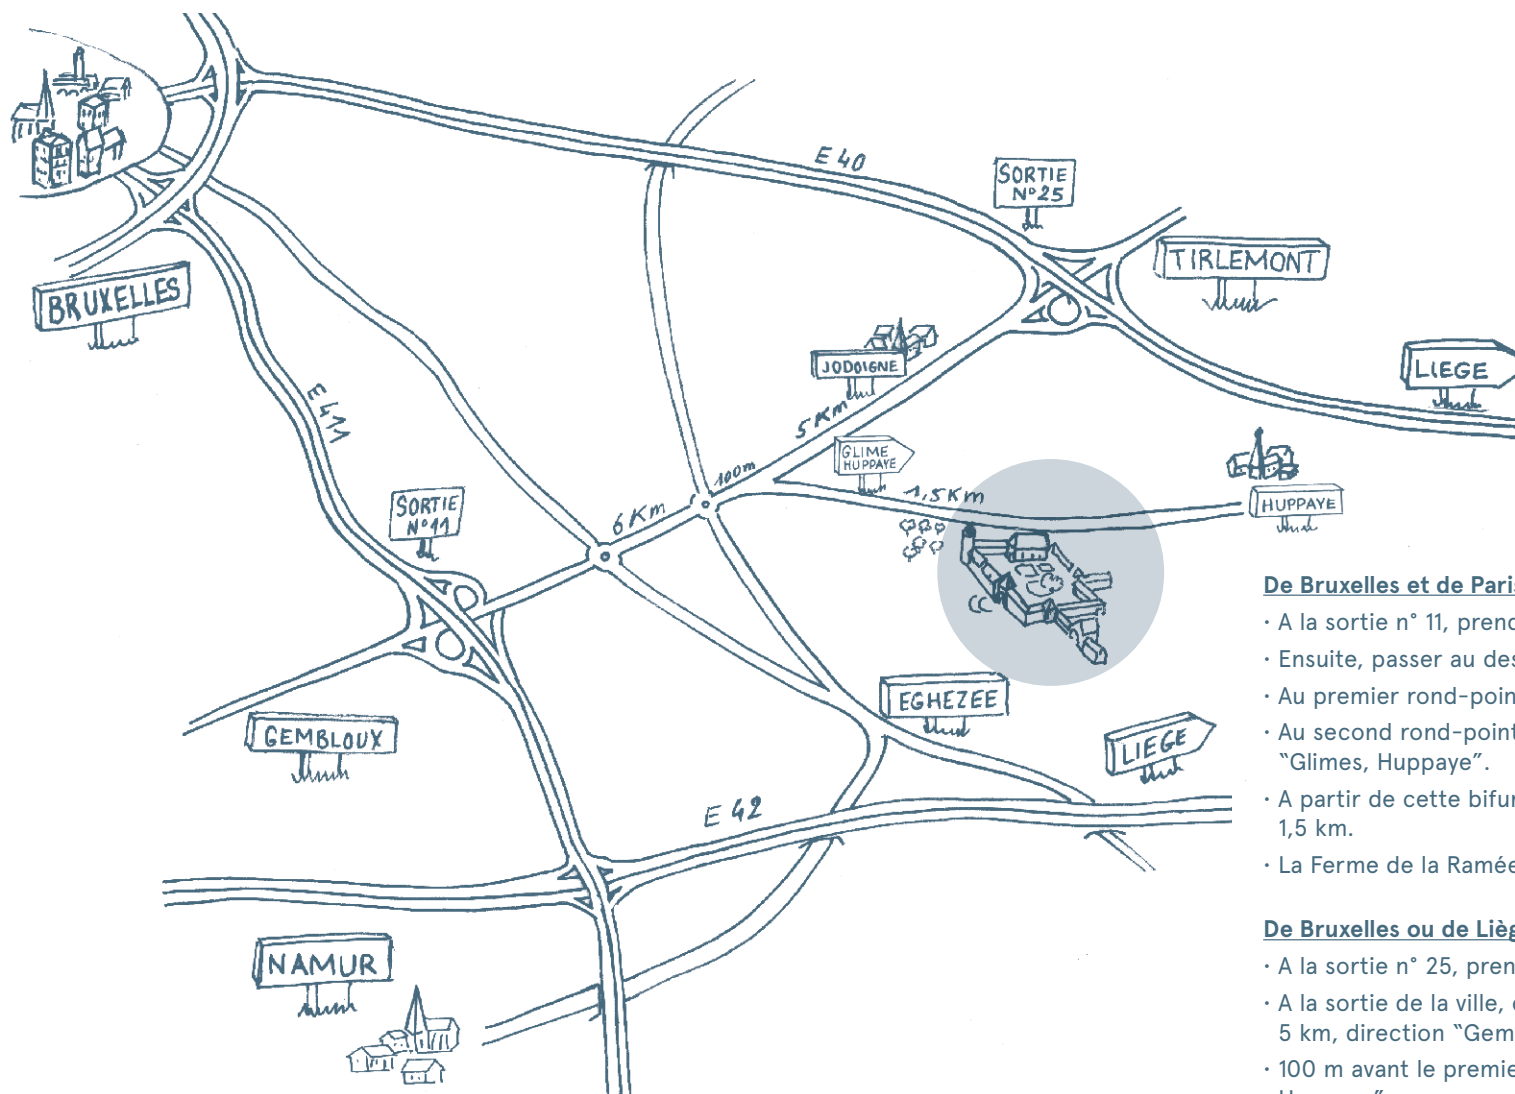 E 40
SORTIE
N°25
TIRLEMONT
BRUXELLES
LIEGE
JODOIGNE
E 411
5 Km
GLIME
HUPPAYE
100m
1,5Km
SORTIE
N°11
6 Km
HUPPAYE
EGHEZEE
GEMBLOUX
LIEGE
E 42
NAMUR
De Bruxelles et de Paris
· A la sortie n° 11, prend
· Ensuite, passer au des
· Au premier rond-poin
· Au second rond-point
“Glimes, Huppaye”.
· A partir de cette bifur
1,5 km.
· La Ferme de la Ramée
De Bruxelles ou de Lièg
· A la sortie n° 25, pren
· A la sortie de la ville,
5 km, direction “Gem
· 100 m avant le premie